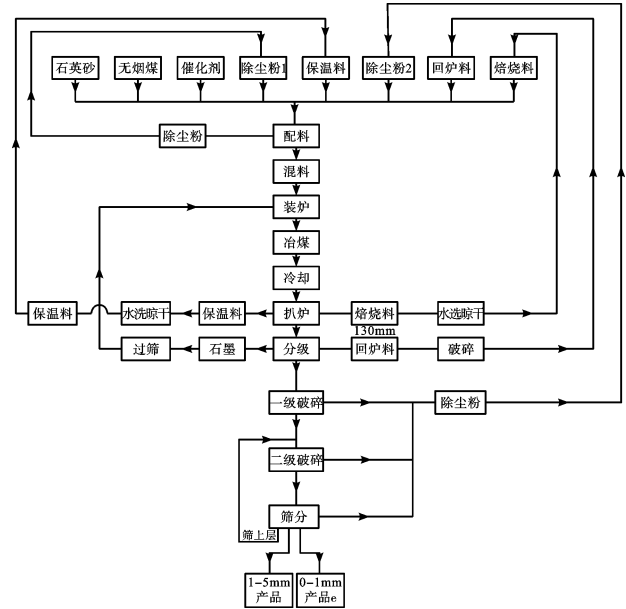 石英砂 无烟煤 催化剂 除尘粉1 保温料 除尘粉2 回炉料 焙烧料
除尘粉 配料
混料
装炉
冶煤
冷却
保温料 水洗晾干 保温料 扒炉 焙烧料 水选晾干
130mm
过筛 石墨 分级 回炉料 破碎
一级破碎 除尘粉
二级破碎
筛分
筛上层
1-5mm 0-1mm
产品 产品e